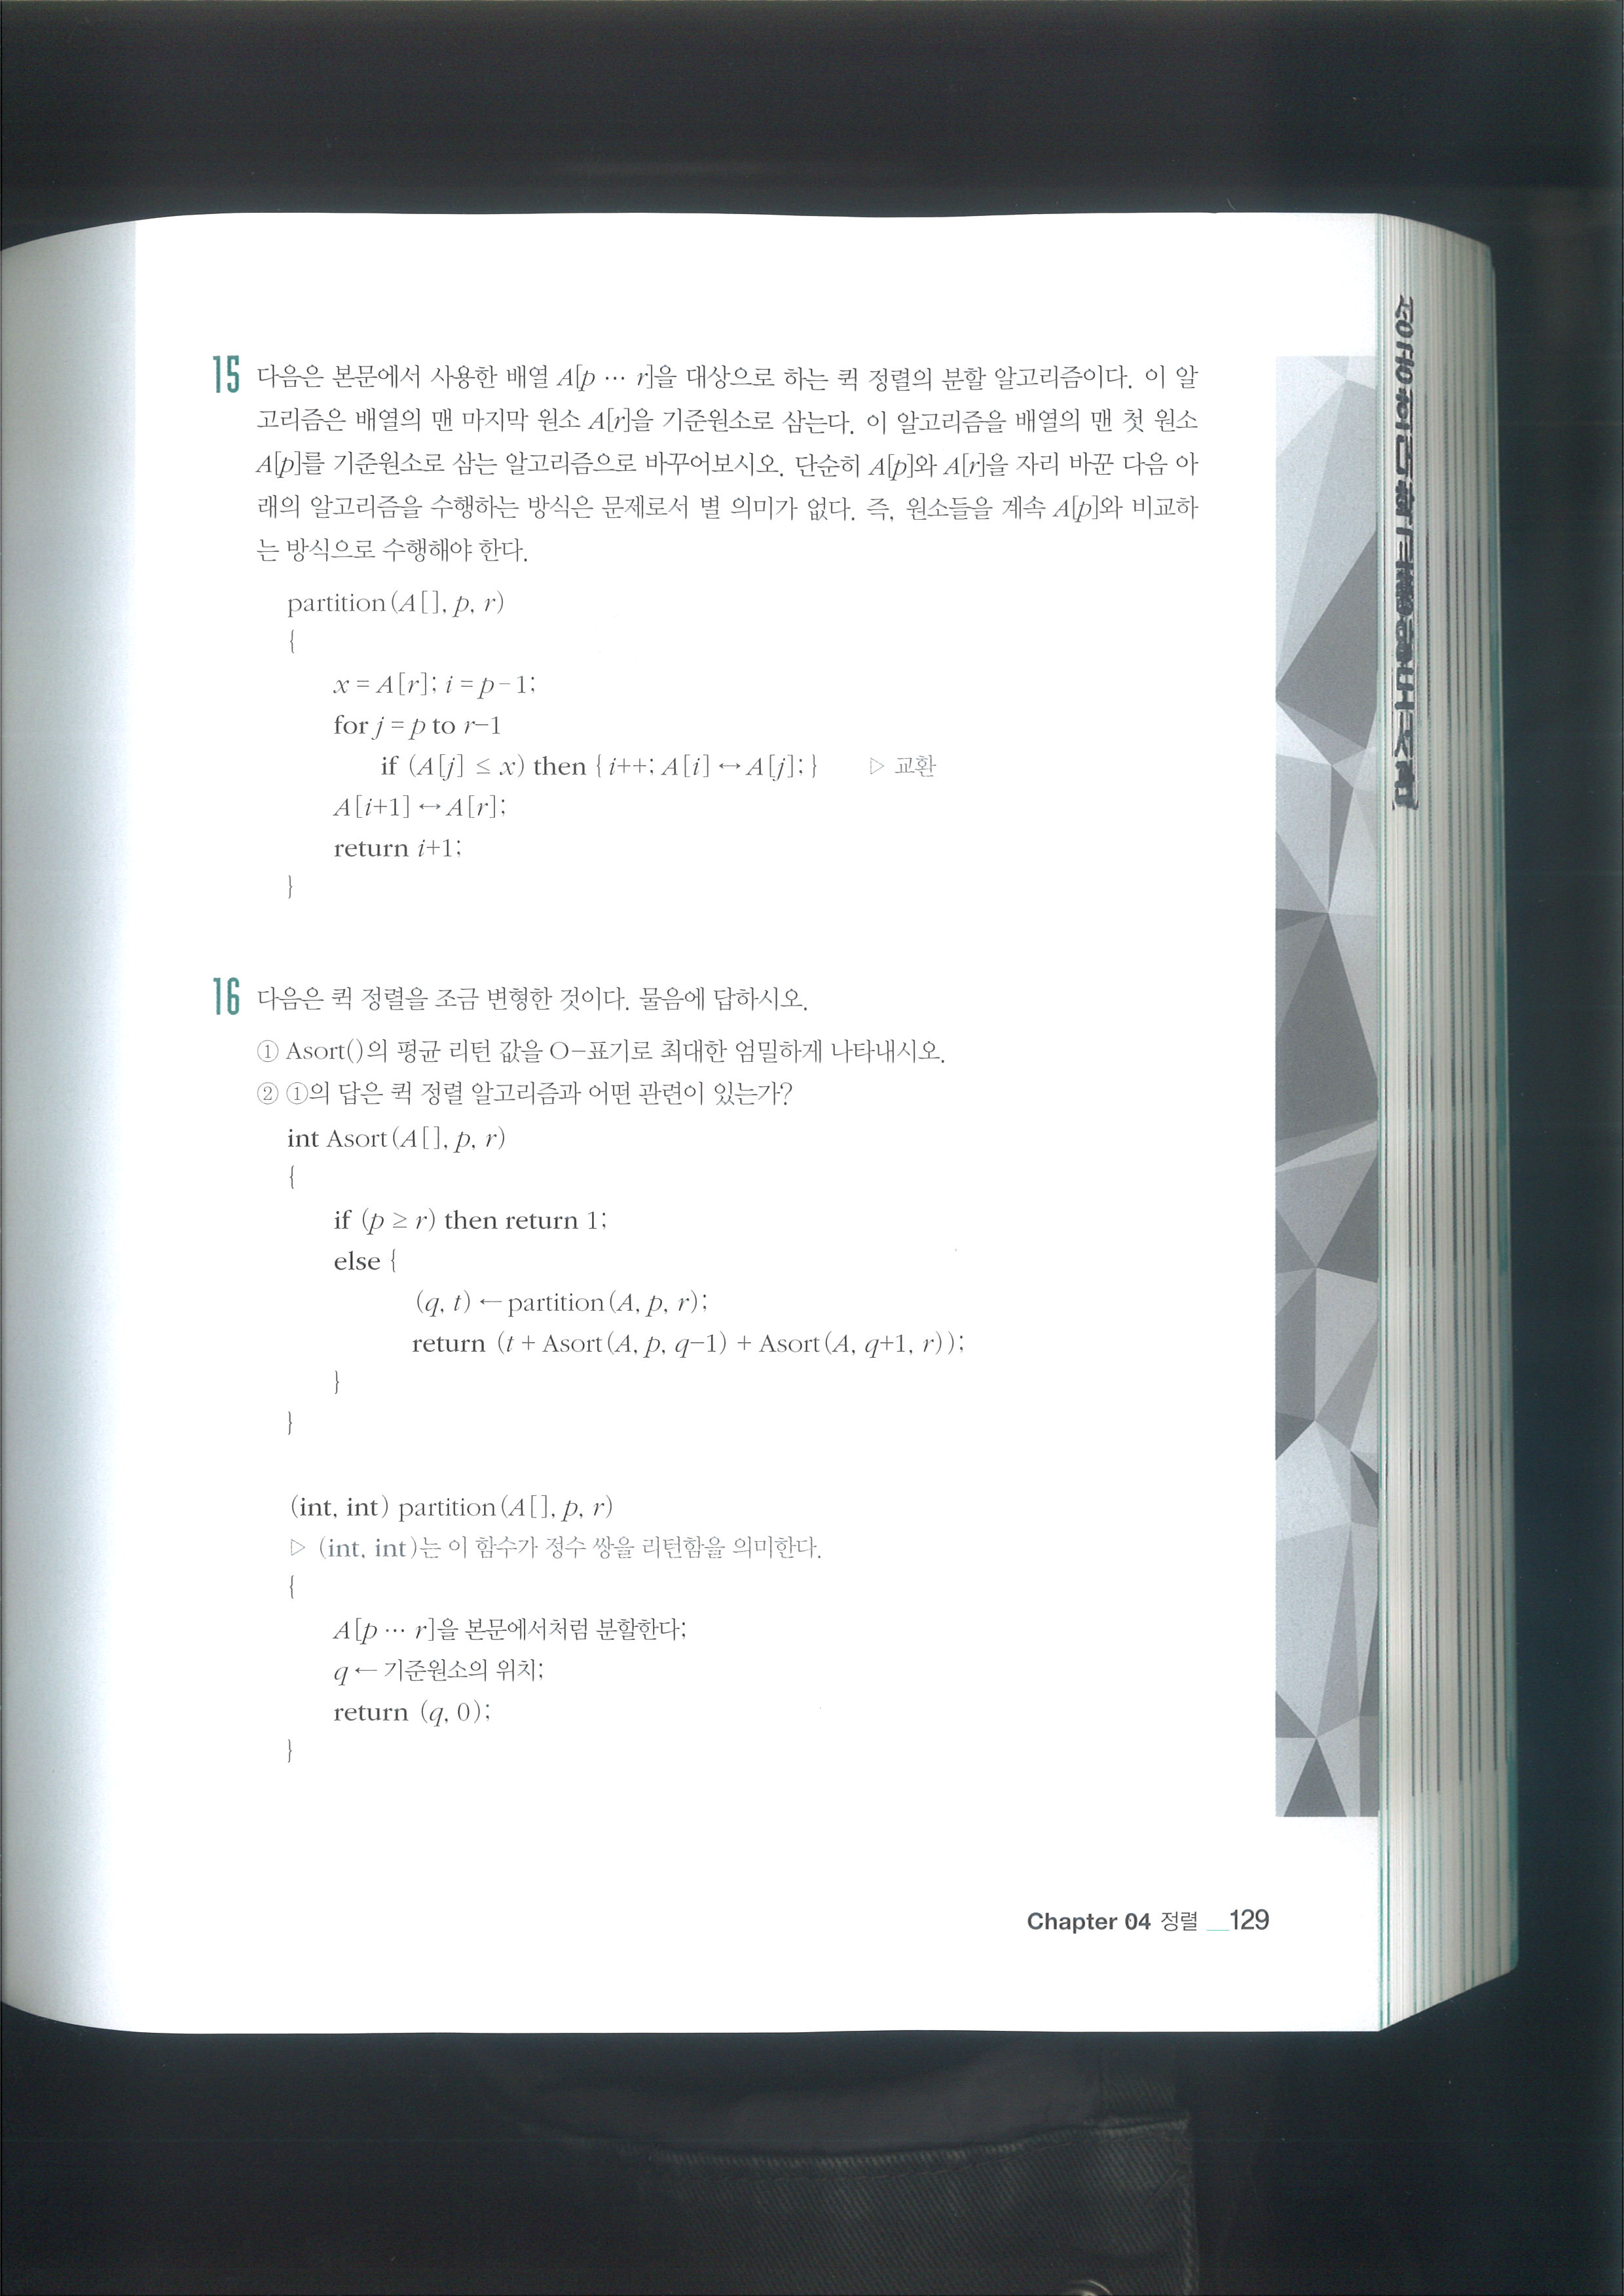 15 다음은 본문에서 사용한 배열 A[p … r]을 대상으로 하는 퀵 정렬의 분할 알고리즘이다. 이 알
고리즘은 배열의 맨 마지막 원소 A[r]을 기준원소로 삼는다. 이 알고리즘을 배열의 맨 첫 원소
A[p]를 기준원소로 삼는 알고리즘으로 바꾸어보시오. 단순히 A[p]와 A[r]을 자리 바꾼 다음 아
래의 알고리즘을 수행하는 방식은 문제로서 별 의미가 없다. 즉, 원소들을 계속 A[p]와 비교하
는 방식으로 수행해야 한다.
partition(A[], p, r)
{
x = A[r]; i = p-1;
for j = p to r-1
if (A[j] ≤ x) then {i++; A[i] ↔ A[j];} ▷ 교환
A[i+1] ↔ A[r];
return i+1;
}
16 다음은 퀵 정렬을 조금 변형한 것이다. 물음에 답하시오.
① Asort()의 평균 리턴 값을 O-표기로 최대한 엄밀하게 나타내시오.
② ①의 답은 퀵 정렬 알고리즘과 어떤 관련이 있는가?
int Asort(A[], p, r)
{
if (p ≥ r) then return 1;
else {
(q, t) ← partition(A, p, r);
return (t + Asort(A, p, q-1) + Asort(A, q+1, r));
}
}
(int, int) partition(A[], p, r)
▷ (int, int)는 이 함수가 정수 쌍을 리턴함을 의미한다.
{
A[p … r]을 본문에서처럼 분할한다;
q ← 기준원소의 위치;
return (q, 0);
}
Chapter 04 정렬 __129